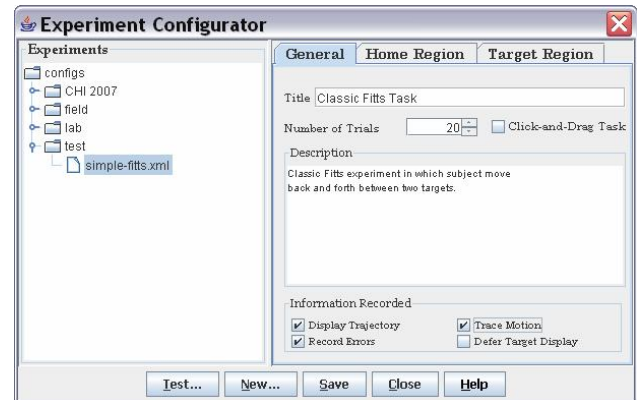 Experiment Configurator
Experiments
configs
CHI 2007
field
lab
test
simple-fitts.xml
General Home Region Target Region
Title Classic Fitts Task
Number of Trials 20 Click-and-Drag Task
Description
Classic Fitts experiment in which subject move
back and forth between two targets.
Information Recorded
Display Trajectory Trace Motion
Record Errors Defer Target Display
Test... New... Save Close Help